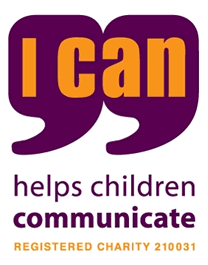 I can
helps children
communicate
REGISTERED CHARITY 210031